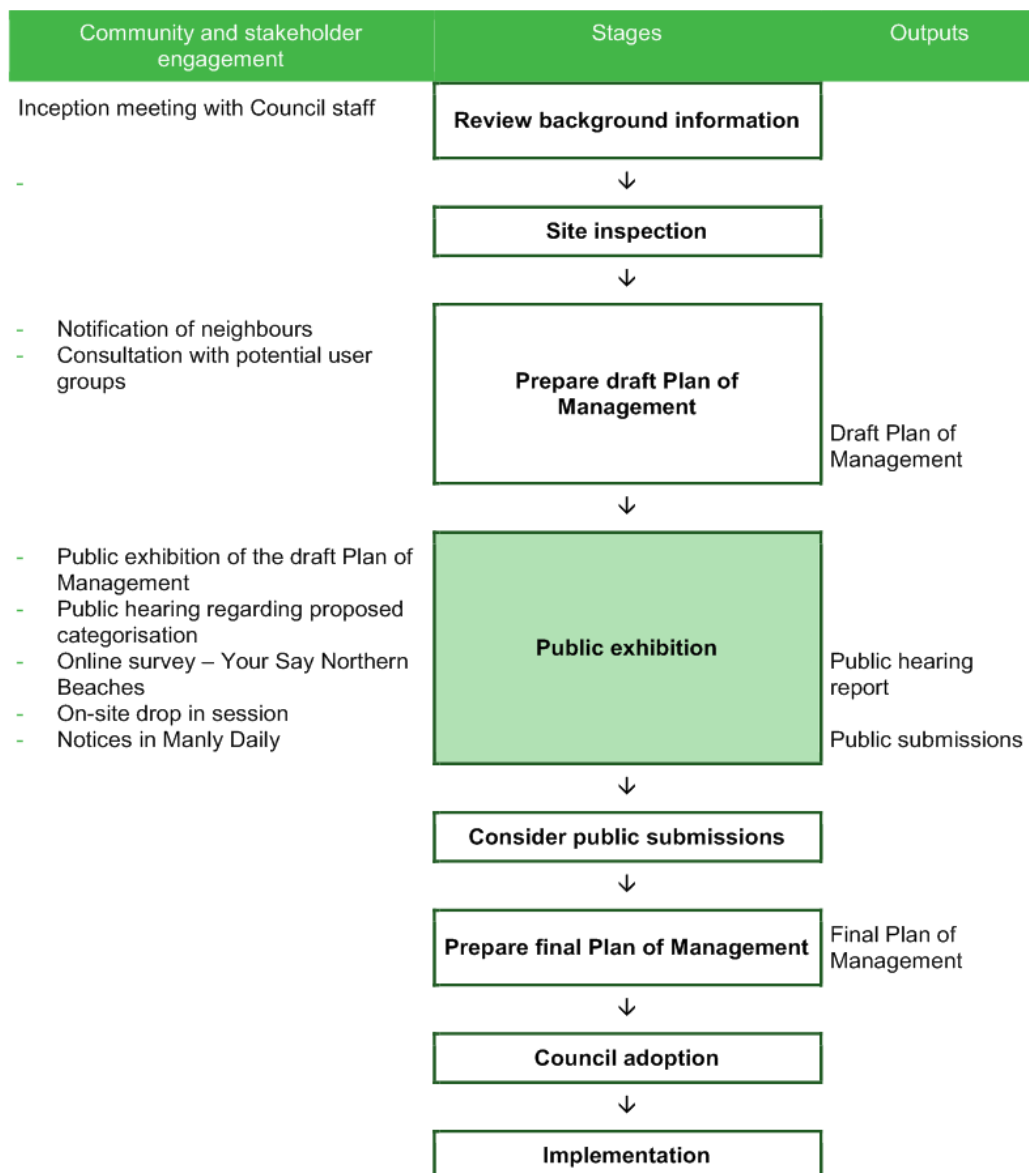 Community and stakeholder
engagement
Stages
Outputs
Inception meeting with Council staff
Review background information
-
↓
Site inspection
↓
- Notification of neighbours
- Consultation with potential user
groups
Prepare draft Plan of
Management
Draft Plan of
Management
↓
- Public exhibition of the draft Plan of
Management
- Public hearing regarding proposed
categorisation
- Online survey – Your Say Northern
Beaches
- On-site drop in session
- Notices in Manly Daily
Public exhibition
Public hearing
report
Public submissions
↓
Consider public submissions
↓
Prepare final Plan of Management
Final Plan of
Management
↓
Council adoption
↓
Implementation